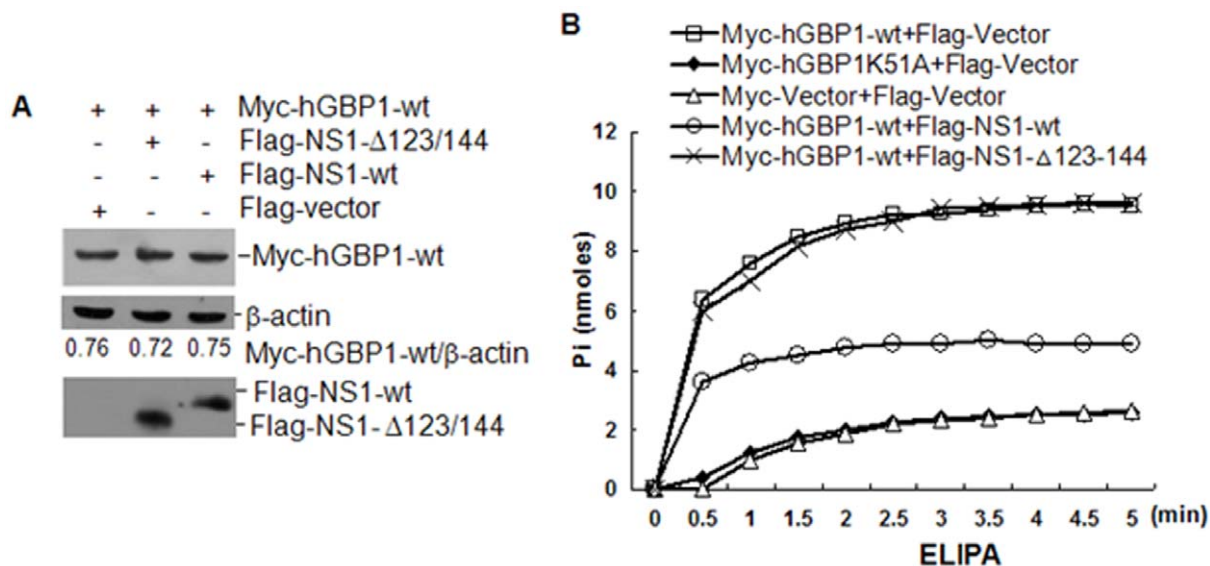 A
+ + + Myc-hGBP1-wt
- + - Flag-NS1-Δ123/144
- - + Flag-NS1-wt
+ - - Flag-vector
Myc-hGBP1-wt
β-actin
0.76 0.72 0.75 Myc-hGBP1-wt/β-actin
Flag-NS1-wt
Flag-NS1-Δ123/144
B
Myc-hGBP1-wt+Flag-Vector
Myc-hGBP1K51A+Flag-Vector
Myc-Vector+Flag-Vector
Myc-hGBP1-wt+Flag-NS1-wt
Myc-hGBP1-wt+Flag-NS1-Δ123-144
12
10
8
6
4
2
0
Pi (nmoles)
0 0.5 1 1.5 2 2.5 3 3.5 4 4.5 5 (min)
ELIPA